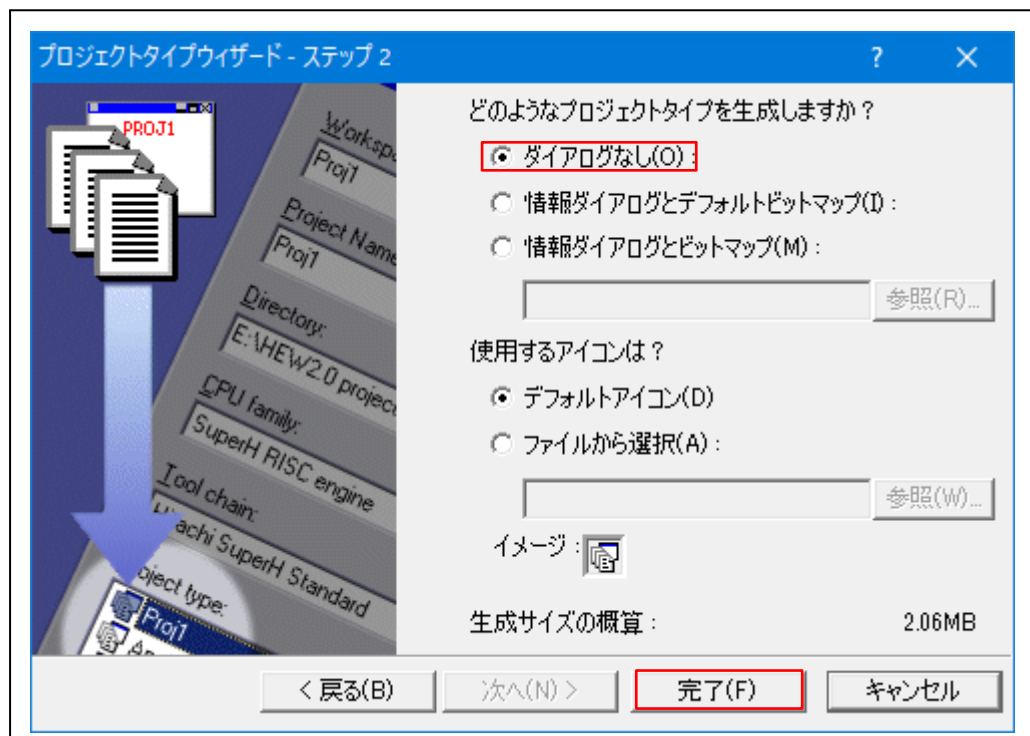 プロジェクトタイプウィザード - ステップ 2
?
×
PROJ1
Proj1
Project Name
Proj1
Directory:
E:\HEW2.0 project
CPU family:
SuperH RISC engine
Tool chain:
Hitachi SuperH Standard
oject type:
Proj1
どのようなプロジェクトタイプを生成しますか？
ダイアログなし(O) :
情報ダイアログとデフォルトビットマップ(I) :
情報ダイアログとビットマップ(M) :
参照(R)...
使用するアイコンは？
デフォルトアイコン(D)
ファイルから選択(A) :
参照(W)...
イメージ :
生成サイズの概算 :
2.06MB
< 戻る(B)
次へ(N) >
完了(F)
キャンセル